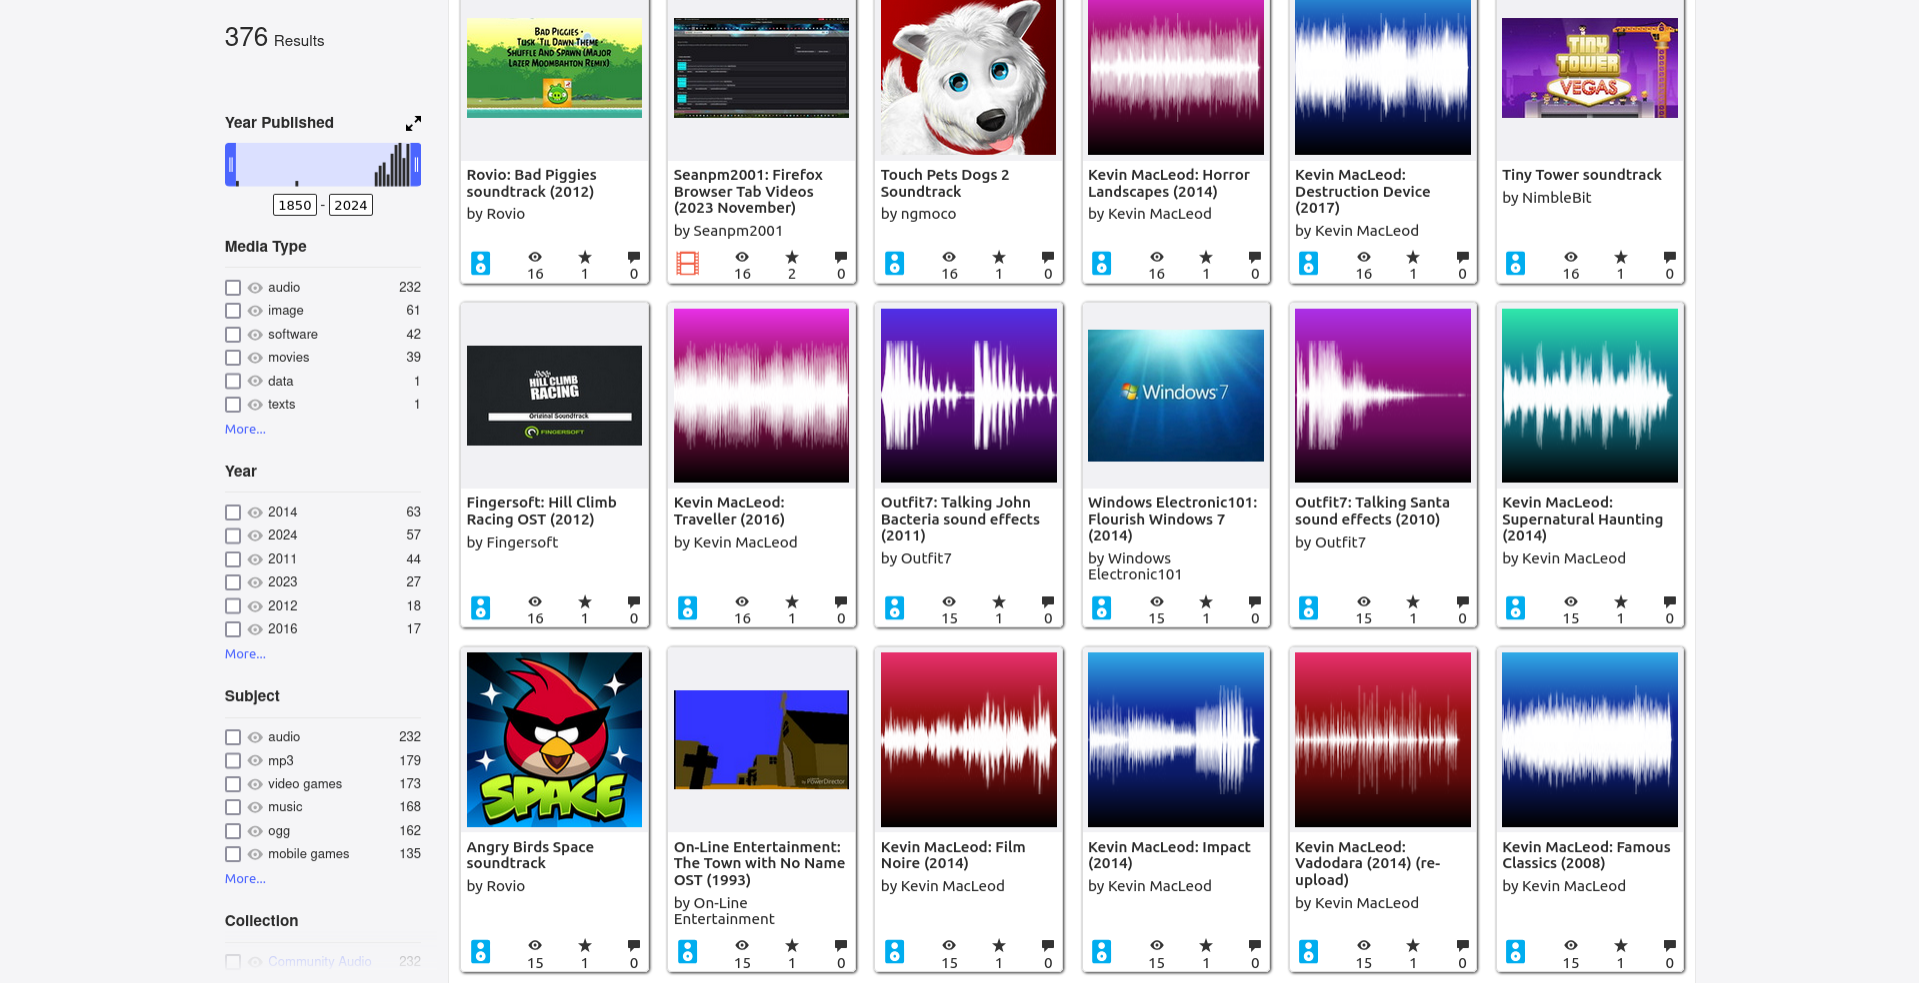 376 Results
Year Published
1850 - 2024
Media Type
audio 232
image 61
software 42
movies 39
data 1
texts 1
More...
Year
2014 63
2024 57
2011 44
2023 27
2012 18
2016 17
More...
Subject
audio 232
mp3 179
video games 173
music 168
ogg 162
mobile games 135
More...
Collection
Community Audio 232
BAD PIGGIES -
TUSK 'TIL DAWN THEME -
SHUFFLE AND SPAWN (MAJOR
LAZER MOOMBAHTON REMIX)
Rovio: Bad Piggies
soundtrack (2012)
by Rovio
16 1 0
Seanpm2001: Firefox
Browser Tab Videos
(2023 November)
by Seanpm2001
16 2 0
Touch Pets Dogs 2
Soundtrack
by ngmoco
16 1 0
Kevin MacLeod: Horror
Landscapes (2014)
by Kevin MacLeod
16 1 0
Kevin MacLeod:
Destruction Device
(2017)
by Kevin MacLeod
16 1 0
TINY
TOWER
VEGAS
Tiny Tower soundtrack
by NimbleBit
16 1 0
HILL CLIMB
RACING
Original Soundtrack
FINGERSOFT
Fingersoft: Hill Climb
Racing OST (2012)
by Fingersoft
16 1 0
Kevin MacLeod:
Traveller (2016)
by Kevin MacLeod
16 1 0
Outfit7: Talking John
Bacteria sound effects
(2011)
by Outfit7
15 1 0
Windows 7
Windows Electronic101:
Flourish Windows 7
(2014)
by Windows
Electronic101
15 1 0
Outfit7: Talking Santa
sound effects (2010)
by Outfit7
15 1 0
Kevin MacLeod:
Supernatural Haunting
(2014)
by Kevin MacLeod
15 1 0
SPACE
Angry Birds Space
soundtrack
by Rovio
15 1 0
by PowerDirector
On-Line Entertainment:
The Town with No Name
OST (1993)
by On-Line
Entertainment
15 1 0
Kevin MacLeod: Film
Noire (2014)
by Kevin MacLeod
15 1 0
Kevin MacLeod: Impact
(2014)
by Kevin MacLeod
15 1 0
Kevin MacLeod:
Vadodara (2014) (re-
upload)
by Kevin MacLeod
15 1 0
Kevin MacLeod: Famous
Classics (2008)
by Kevin MacLeod
15 1 0